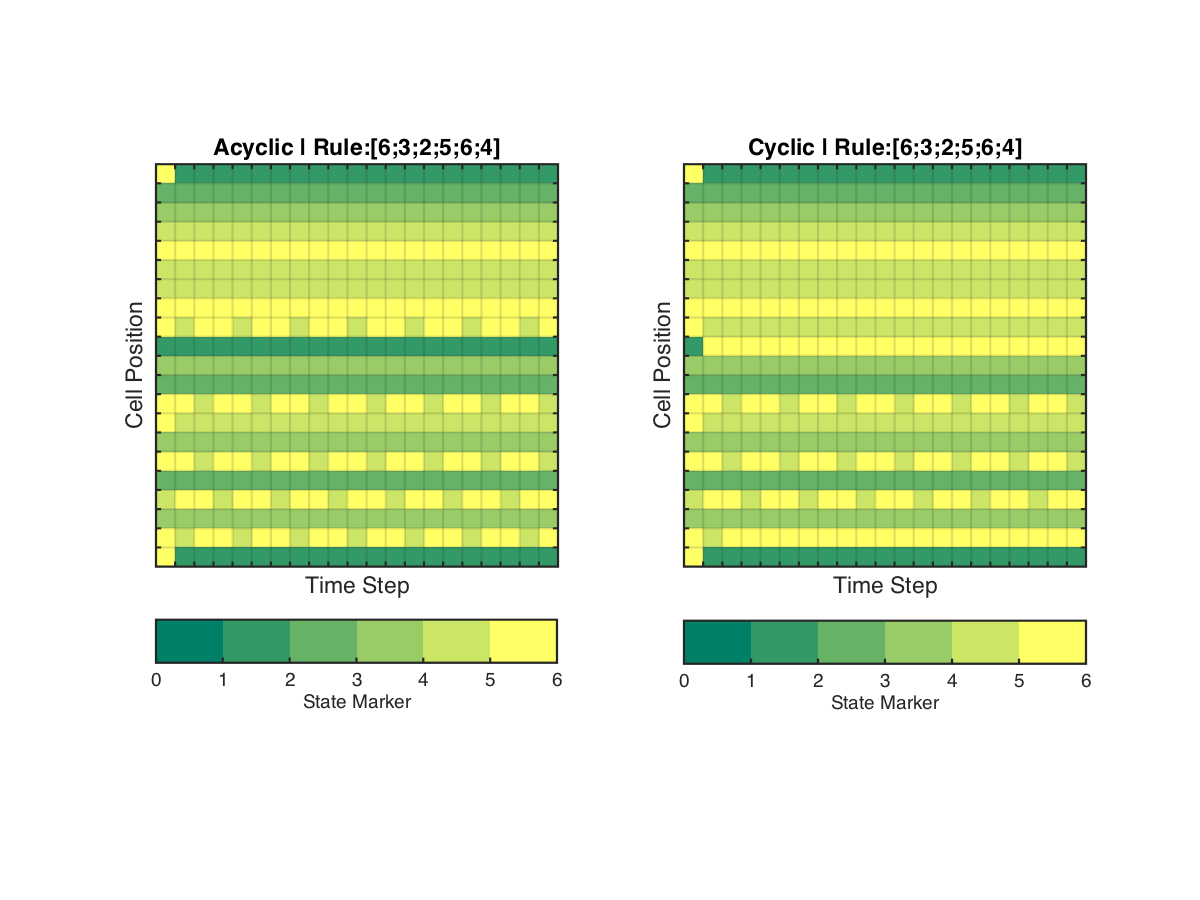 Acyclic | Rule:[6;3;2;5;6;4]
Cell Position
Time Step
0 1 2 3 4 5 6
State Marker
Cyclic | Rule:[6;3;2;5;6;4]
Cell Position
Time Step
0 1 2 3 4 5 6
State Marker